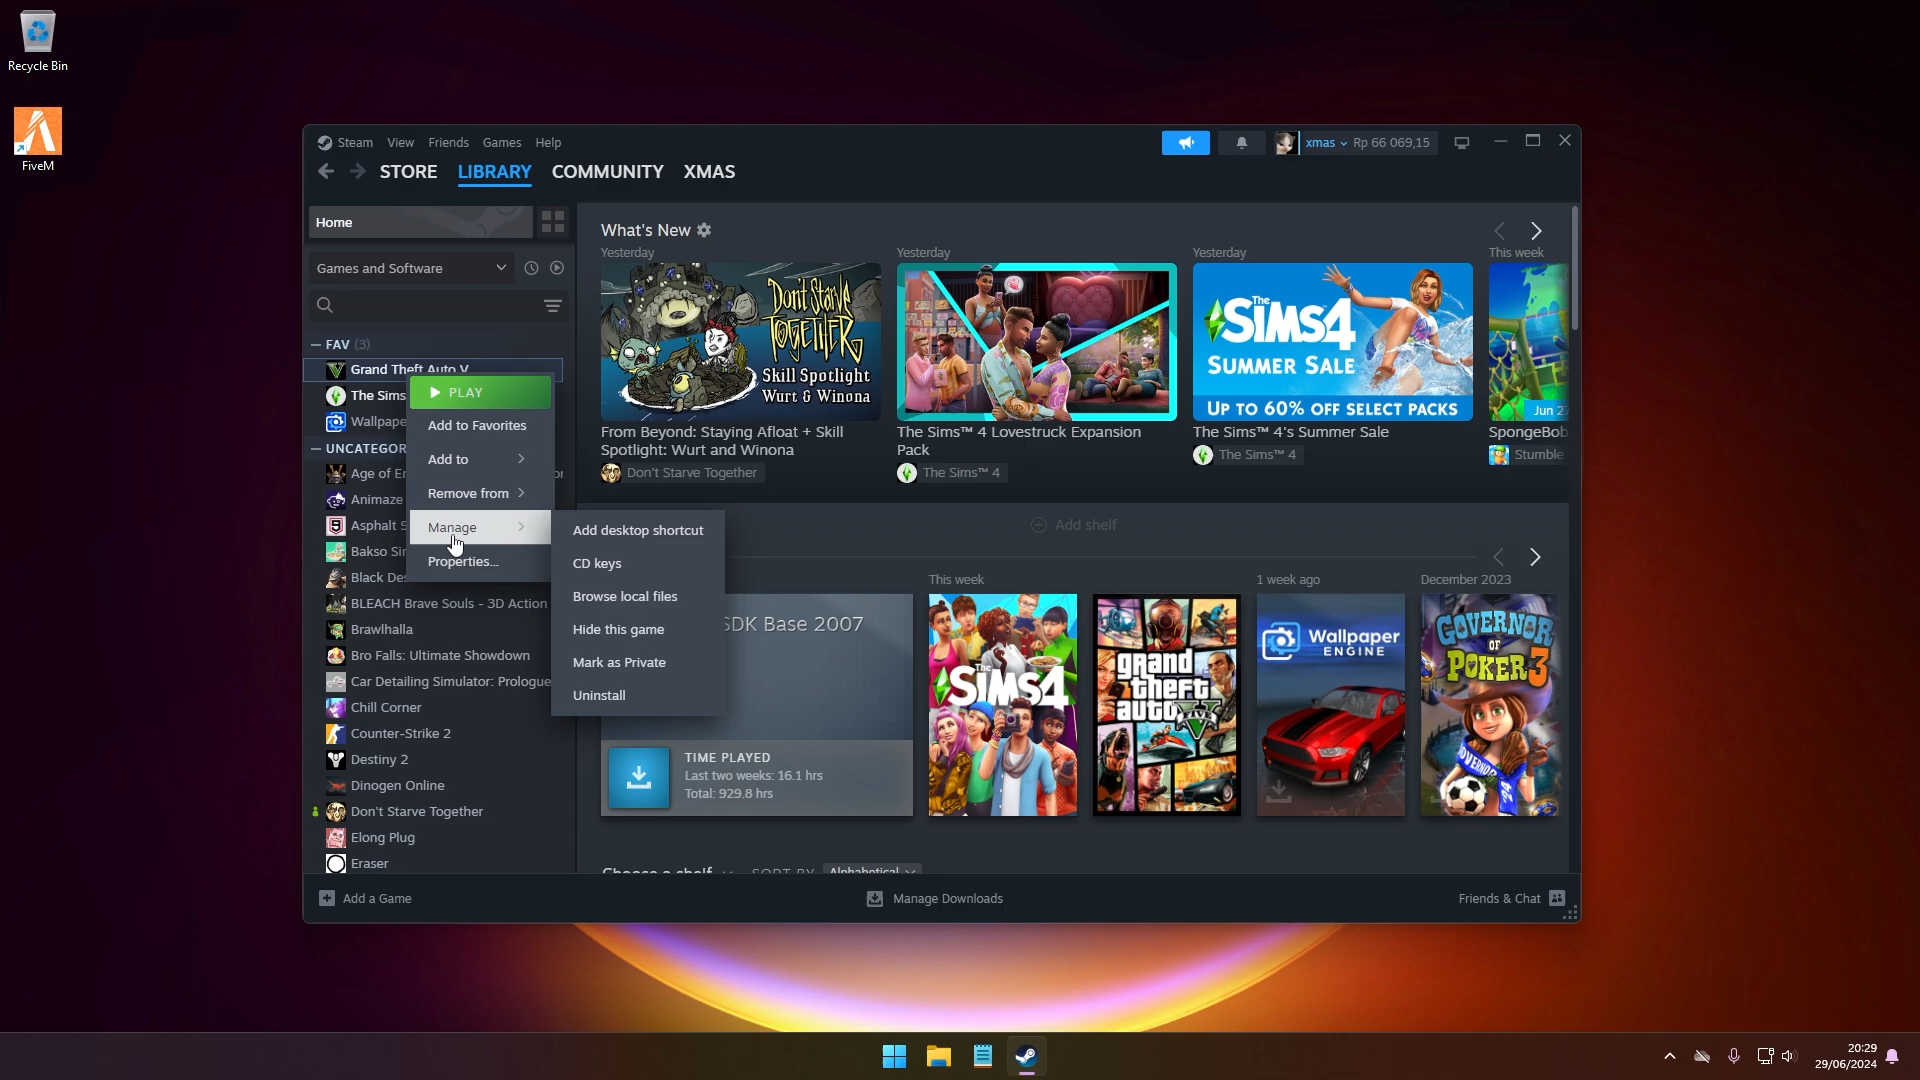 Recycle Bin
FiveM
Steam View Friends Games Help
xmas Rp 66 069,15
STORE LIBRARY COMMUNITY XMAS
Home
Games and Software
FAV (3)
Grand Theft Auto V
The Sims
Wallpape
UNCATEGOR
Age of E
Animaze
Asphalt
Bakso Si
Black De
BLEACH Brave Souls - 3D Action
Brawlhalla
Bro Falls: Ultimate Showdown
Car Detailing Simulator: Prologue
Chill Corner
Counter-Strike 2
Destiny 2
Dinogen Online
Don't Starve Together
Elong Plug
Eraser
PLAY
Add to Favorites
Add to
Remove from
Manage
Properties...
Add desktop shortcut
CD keys
Browse local files
Hide this game
Mark as Private
Uninstall
What's New
Yesterday
Don't Starve
TOGETHER
Skill Spotlight
Wurt & Winona
From Beyond: Staying Afloat + Skill
Spotlight: Wurt and Winona
Don't Starve Together
Yesterday
The Sims™ 4 Lovestruck Expansion
Pack
The Sims™ 4
Yesterday
The SiMS4
SUMMER SALE
UP TO 60% OFF SELECT PACKS
The Sims™ 4's Summer Sale
The Sims™ 4
This week
Jun 27
SpongeBob
Stumble
Add shelf
SDK Base 2007
TIME PLAYED
Last two weeks: 16.1 hrs
Total: 929.8 hrs
This week
The SiMS4
grand
theft
auto
V
FIVE
1 week ago
Wallpaper
ENGINE
December 2023
GOVERNOR
OF
POKER 3
Choose a shelf SORT BY Alphabetical
Add a Game
Manage Downloads
Friends & Chat
20:29
29/06/2024